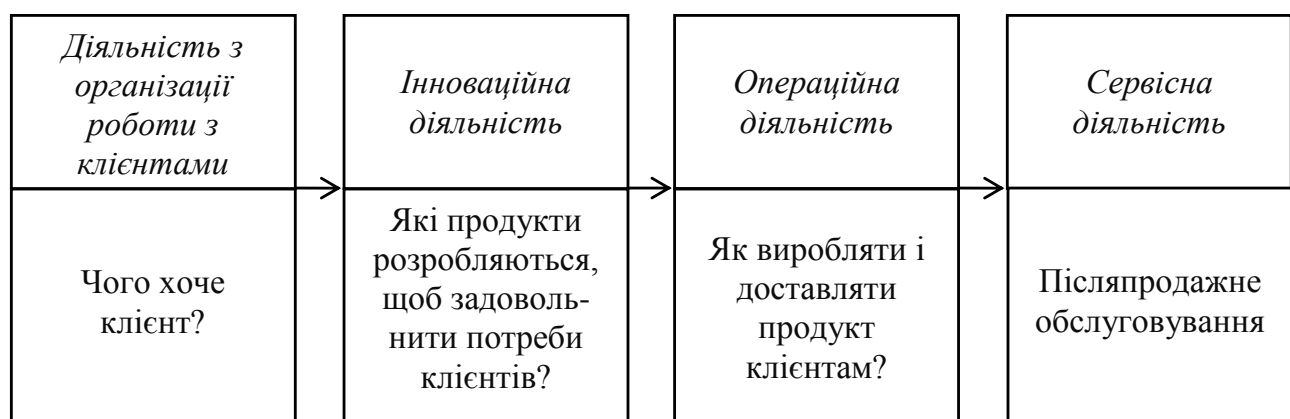 Діяльність з
організації
роботи з
клієнтами
Інноваційна
діяльність
Операційна
діяльність
Сервісна
діяльність
Чого хоче
клієнт?
Які продукти
розробляються,
щоб задоволь-
нити потреби
клієнтів?
Як виробляти і
доставляти
продукт
клієнтам?
Післяпродажне
обслуговування